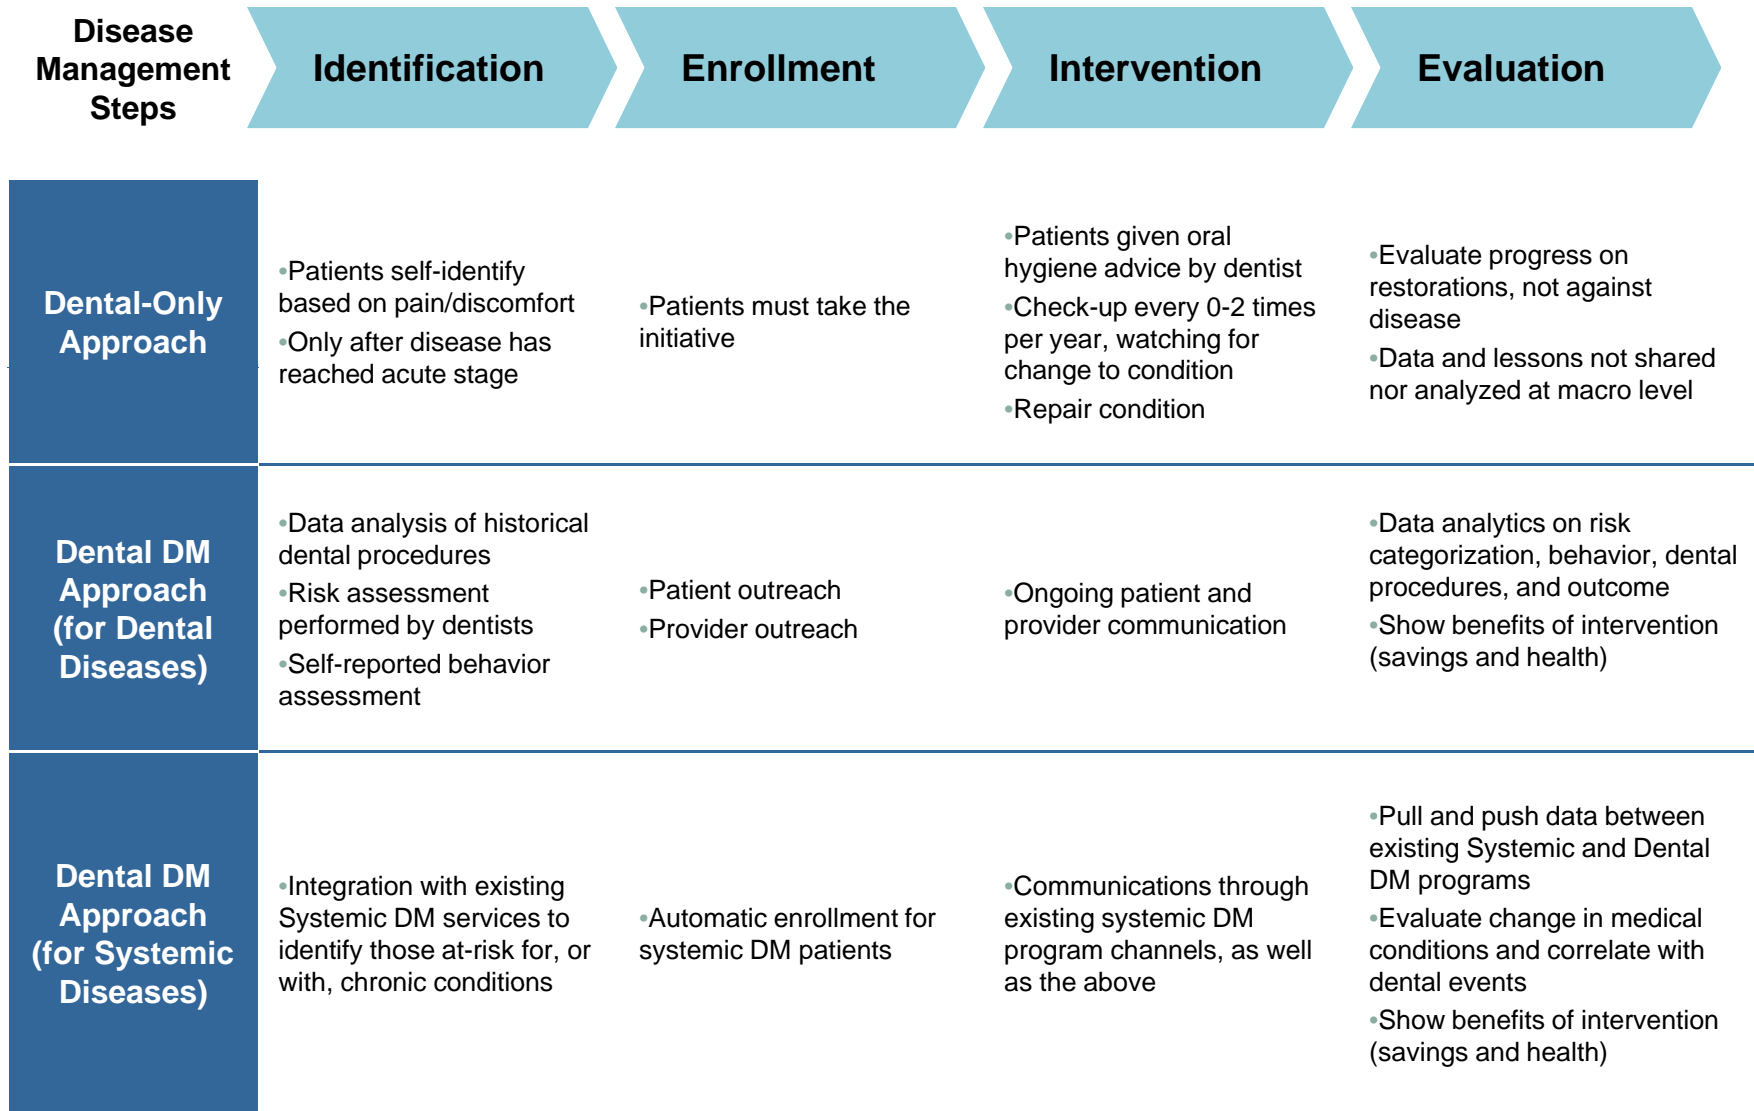 Disease
Management
Steps
Identification
Enrollment
Intervention
Evaluation
Dental-Only
Approach
•Patients self-identify
based on pain/discomfort
•Only after disease has
reached acute stage
•Patients must take the
initiative
•Patients given oral
hygiene advice by dentist
•Check-up every 0-2 times
per year, watching for
change to condition
•Repair condition
•Evaluate progress on
restorations, not against
disease
•Data and lessons not shared
nor analyzed at macro level
Dental DM
Approach
(for Dental
Diseases)
•Data analysis of historical
dental procedures
•Risk assessment
performed by dentists
•Self-reported behavior
assessment
•Patient outreach
•Provider outreach
•Ongoing patient and
provider communication
•Data analytics on risk
categorization, behavior, dental
procedures, and outcome
•Show benefits of intervention
(savings and health)
Dental DM
Approach
(for Systemic
Diseases)
•Integration with existing
Systemic DM services to
identify those at-risk for, or
with, chronic conditions
•Automatic enrollment for
systemic DM patients
•Communications through
existing systemic DM
program channels, as well
as the above
•Pull and push data between
existing Systemic and Dental
DM programs
•Evaluate change in medical
conditions and correlate with
dental events
•Show benefits of intervention
(savings and health)